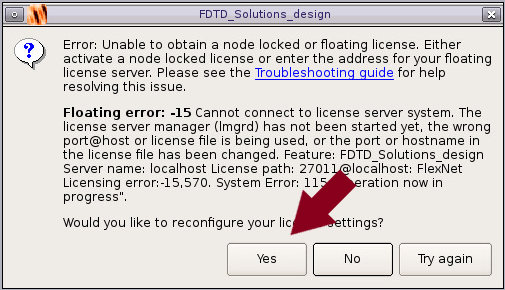 FDTD_Solutions_design
Error: Unable to obtain a node locked or floating license. Either
activate a node locked license or enter the address for your floating
license server. Please see the Troubleshooting guide for help
resolving this issue.
Floating error: -15 Cannot connect to license server system. The
license server manager (lmgrd) has not been started yet, the wrong
port@host or license file is being used, or the port or hostname in
the license file has been changed. Feature: FDTD_Solutions_design
Server name: localhost License path: 27011@localhost: FlexNet
Licensing error:-15,570. System Error: 115 now in
progress".
Would you like to reconfigure your settings?
Yes No Try again